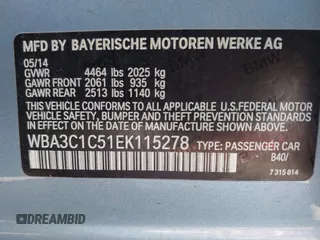 MFD BY BAYERISCHE MOTOREN WERKE AG
05/14
GVWR 4464 lbs 2025 kg
GAWR FRONT 2061 lbs 935 kg
GAWR REAR 2513 lbs 1140 kg
THIS VEHICLE CONFORMS TO ALL APPLICABLE
U.S.FEDERAL MOTOR
VEHICLE SAFETY, BUMPER, AND THEFT PREVENTION
STANDARDS IN EFFECT ON THE DATE OF
MANUFACTURE SHOWN ABOVE.
WBA3C1C51EK115278 TYPE: PASSENGER CAR
B40/
7 315 814
BIDFAX.INFO